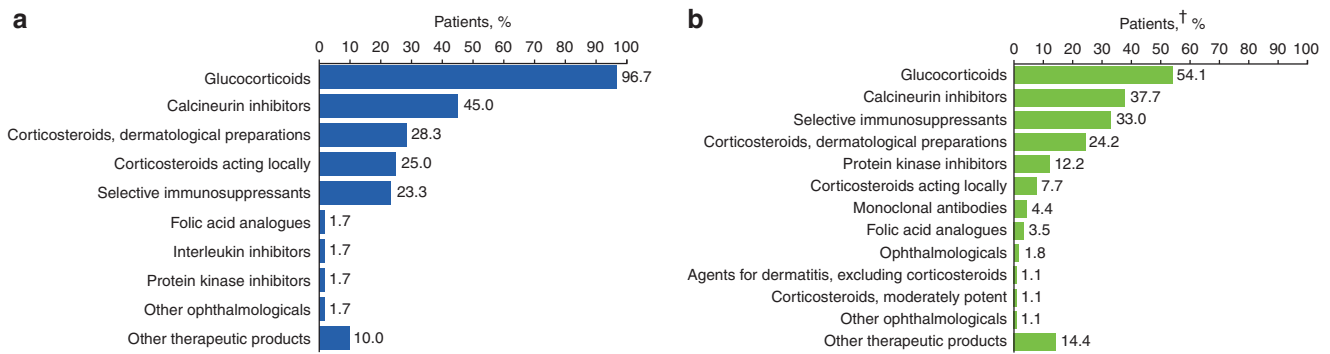 a
Patients, %
0 10 20 30 40 50 60 70 80 90 100
Glucocorticoids 96.7
Calcineurin inhibitors 45.0
Corticosteroids, dermatological preparations 28.3
Corticosteroids acting locally 25.0
Selective immunosuppressants 23.3
Folic acid analogues 1.7
Interleukin inhibitors 1.7
Protein kinase inhibitors 1.7
Other ophthalmologicals 1.7
Other therapeutic products 10.0
b
Patients,† %
0 10 20 30 40 50 60 70 80 90 100
Glucocorticoids 54.1
Calcineurin inhibitors 37.7
Selective immunosuppressants 33.0
Corticosteroids, dermatological preparations 24.2
Protein kinase inhibitors 12.2
Corticosteroids acting locally 7.7
Monoclonal antibodies 4.4
Folic acid analogues 3.5
Ophthalmologicals 1.8
Agents for dermatitis, excluding corticosteroids 1.1
Corticosteroids, moderately potent 1.1
Other ophthalmologicals 1.1
Other therapeutic products 14.4